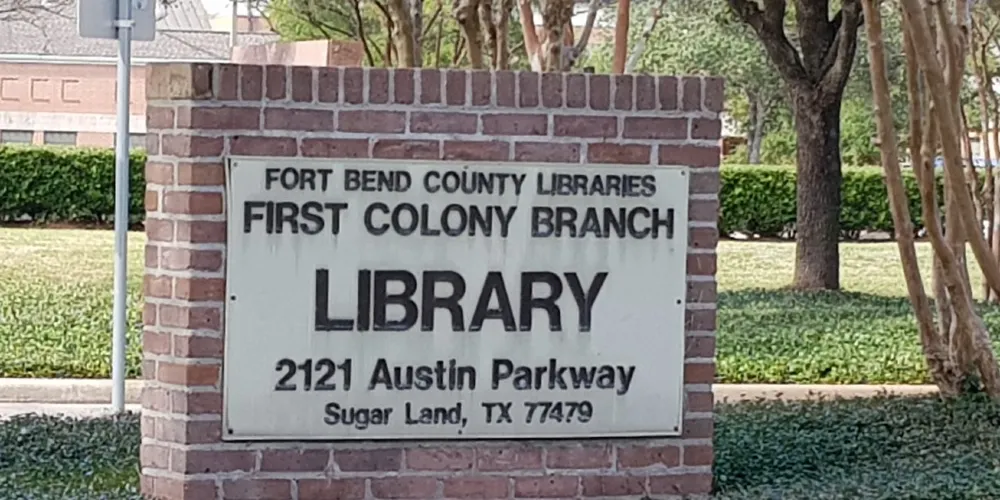 FORT BEND COUNTY LIBRARIES
FIRST COLONY BRANCH
LIBRARY
2121 Austin Parkway
Sugar Land, TX 77479